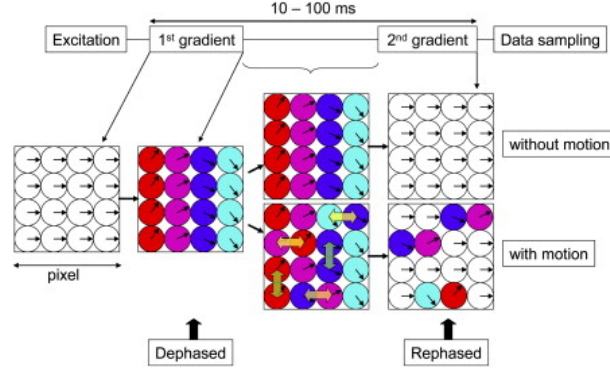 10 – 100 ms
Excitation
1st gradient
2nd gradient
Data sampling
without motion
with motion
pixel
Dephased
Rephased